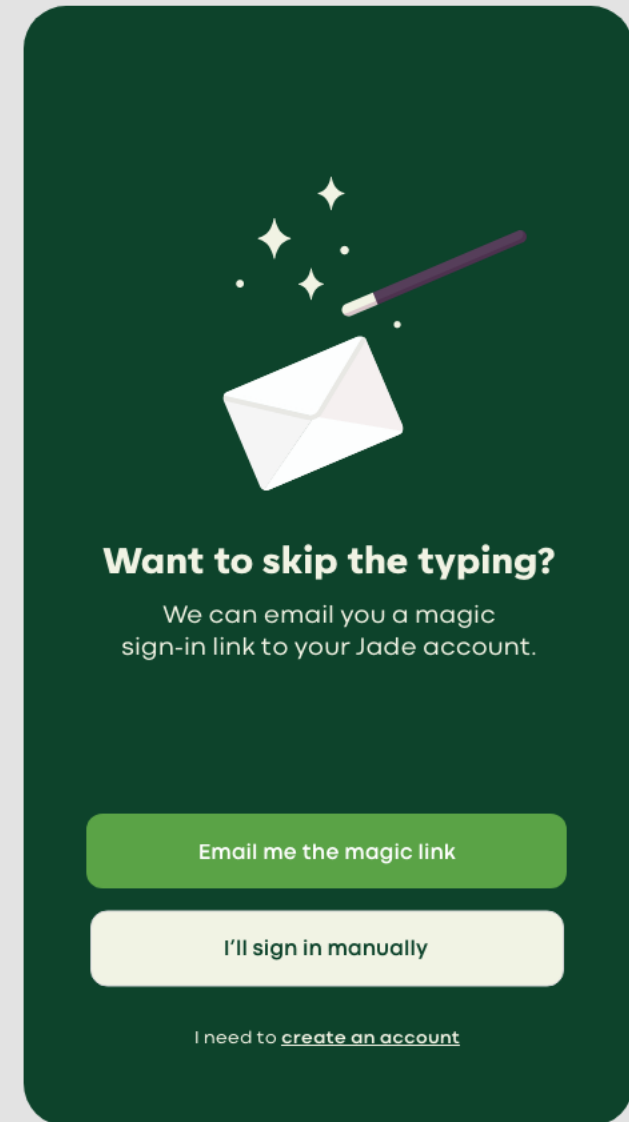 Want to skip the typing?
We can email you a magic
sign-in link to your Jade account.
Email me the magic link
I’ll sign in manually
I need to create an account